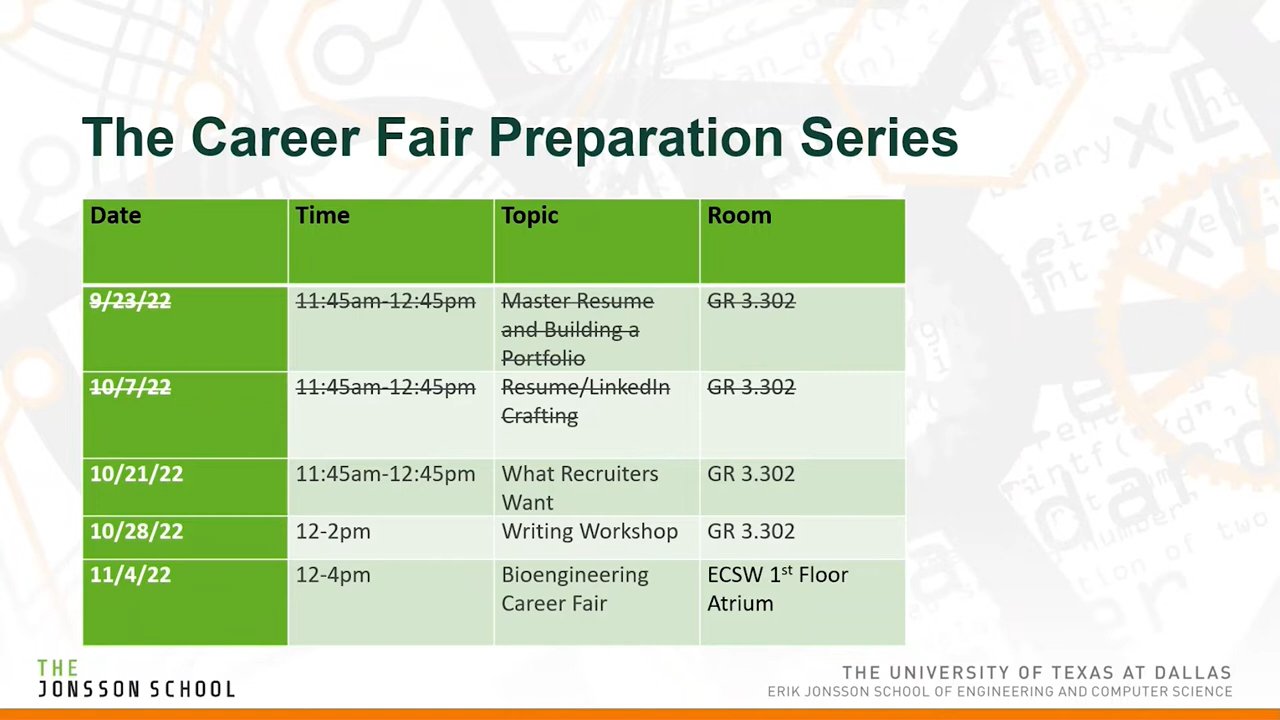 The Career Fair Preparation Series
Date Time Topic Room
9/23/22 11:45am-12:45pm Master Resume GR 3.302
and Building a
Portfolio
10/7/22 11:45am-12:45pm Resume/LinkedIn GR 3.302
Crafting
10/21/22 11:45am-12:45pm What Recruiters GR 3.302
Want
10/28/22 12-2pm Writing Workshop GR 3.302
11/4/22 12-4pm Bioengineering ECSW 1st Floor
Career Fair Atrium
THE
JONSSON SCHOOL
THE UNIVERSITY OF TEXAS AT DALLAS
ERIK JONSSON SCHOOL OF ENGINEERING AND COMPUTER SCIENCE